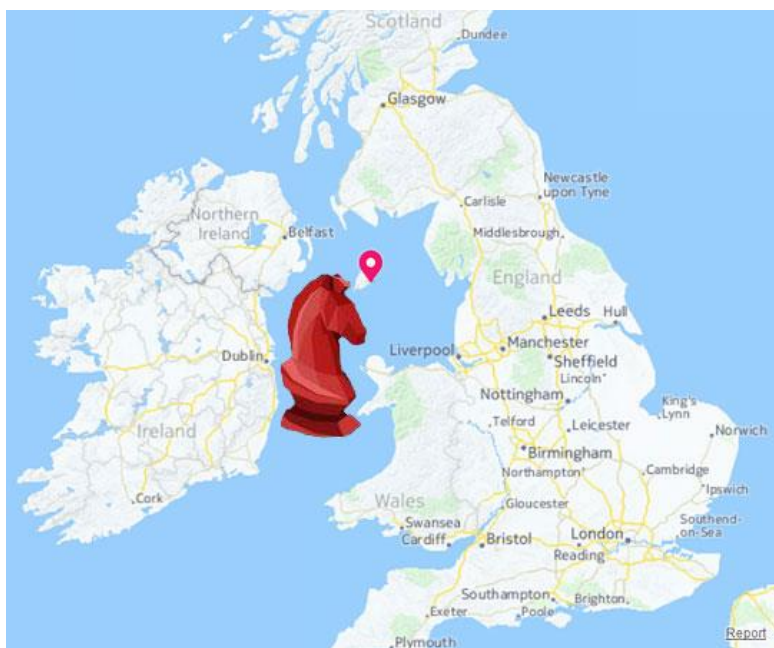 Scotland
Dundee
Glasgow
Newcastle
upon Tyne
Carlisle
Northern
Ireland
Belfast
Middlesbrough
England
Leeds
Hull
Manchester
Liverpool
Dublin
Sheffield
Lincoln
Nottingham
King's
Lynn
Telford
Leicester
Norwich
Ireland
Birmingham
Northampton
Cambridge
Cork
Wales
Gloucester
Ipswich
Swansea
Cardiff
Bristol
London
Southend-
on-Sea
Reading
Southampton
Brighton
Exeter
Poole
Plymouth
Report